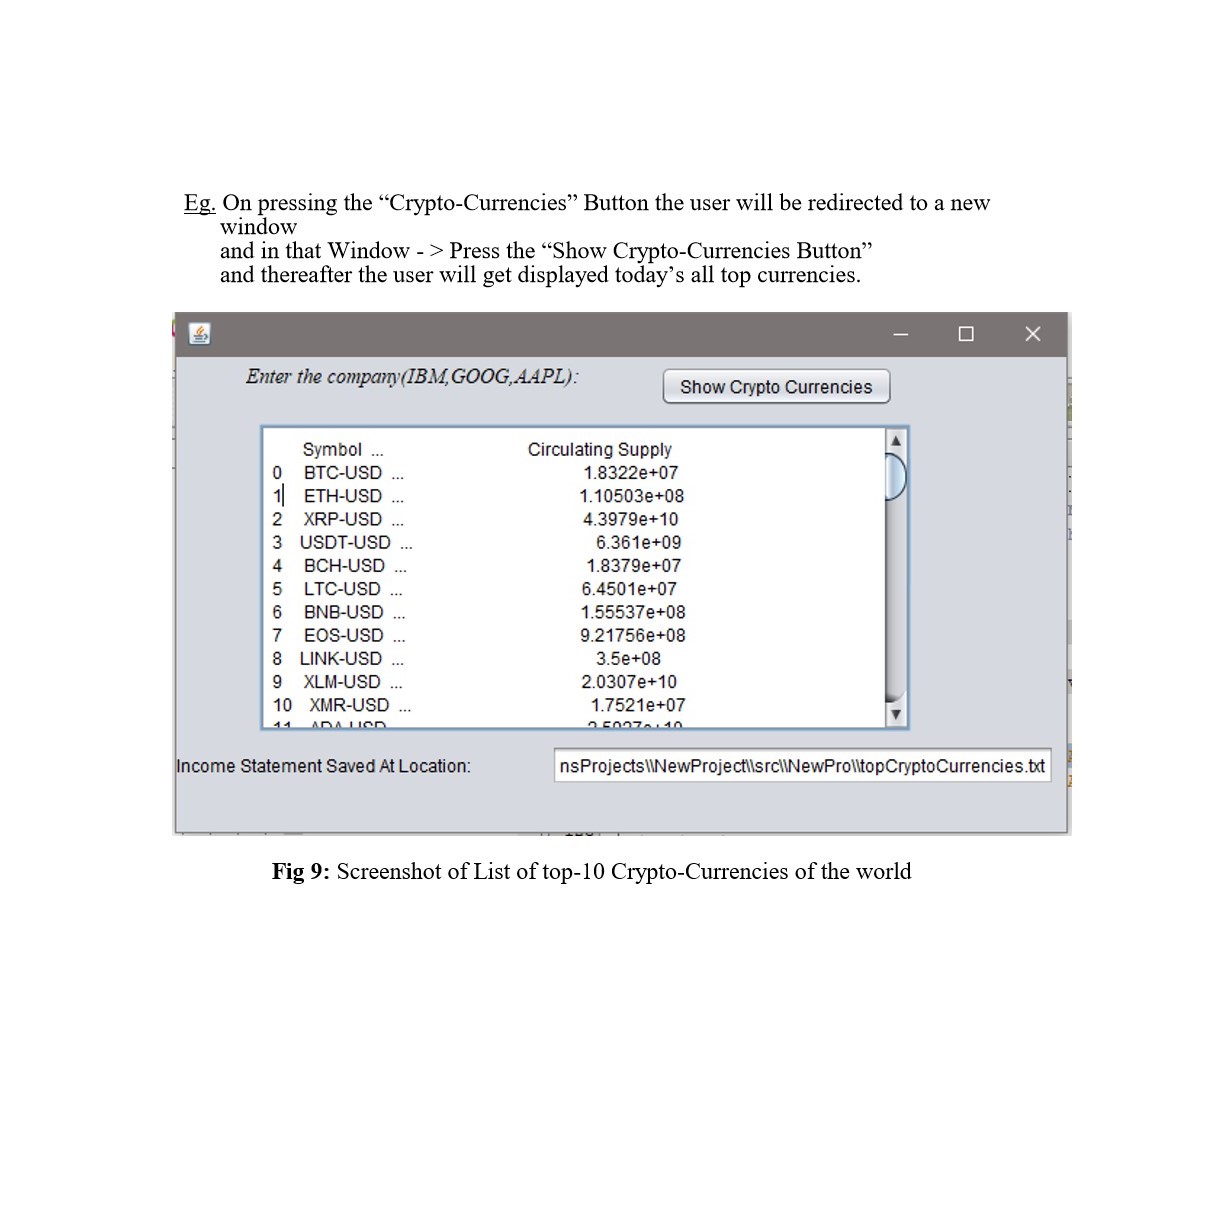 Eg. On pressing the “Crypto-Currencies” Button the user will be redirected to a new
window
and in that Window - > Press the “Show Crypto-Currencies Button”
and thereafter the user will get displayed today’s all top currencies.
Enter the company(IBM,GOOG,AAPL):
Show Crypto Currencies
Symbol ... Circulating Supply
0 BTC-USD ... 1.8322e+07
1 ETH-USD ... 1.10503e+08
2 XRP-USD ... 4.3979e+10
3 USDT-USD ... 6.361e+09
4 BCH-USD ... 1.8379e+07
5 LTC-USD ... 6.4501e+07
6 BNB-USD ... 1.55537e+08
7 EOS-USD ... 9.21756e+08
8 LINK-USD ... 3.5e+08
9 XLM-USD ... 2.0307e+10
10 XMR-USD ... 1.7521e+07
11 ADA-USD
Income Statement Saved At Location: nsProjects\\NewProject\\src\\NewPro\\topCryptoCurrencies.txt
Fig 9: Screenshot of List of top-10 Crypto-Currencies of the world